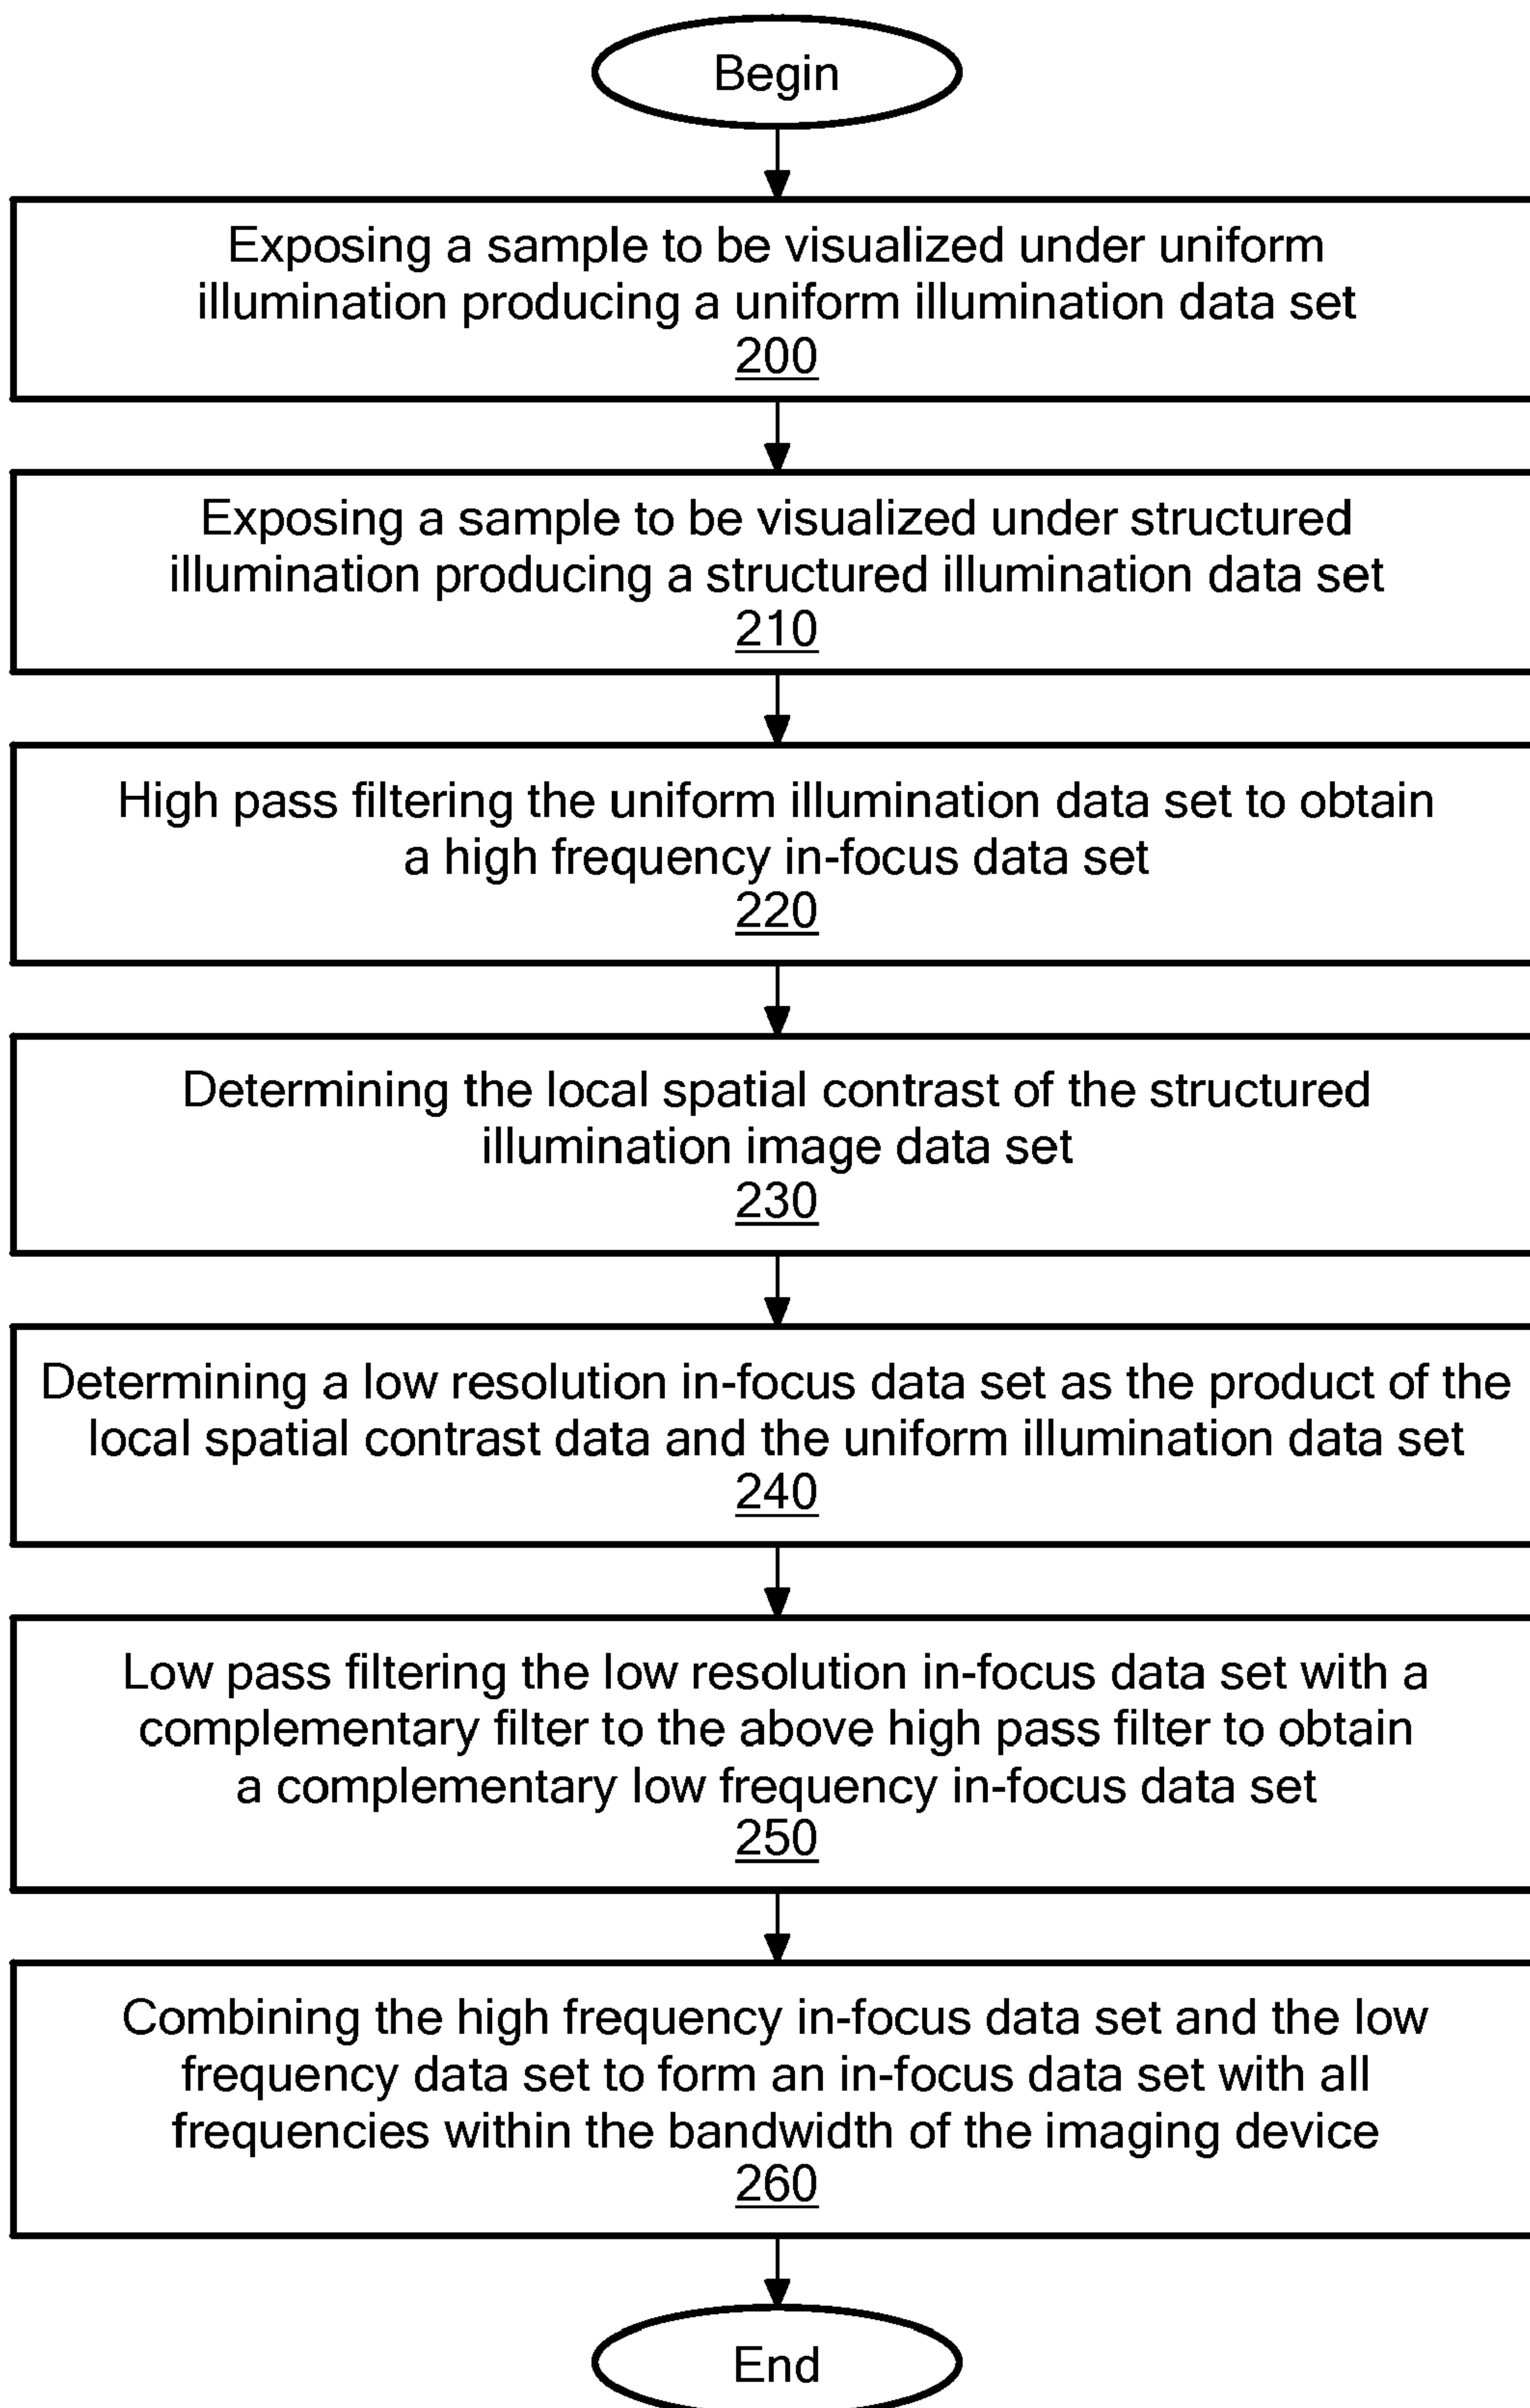 Begin
Exposing a sample to be visualized under uniform
illumination producing a uniform illumination data set
200
Exposing a sample to be visualized under structured
illumination producing a structured illumination data set
210
High pass filtering the uniform illumination data set to obtain
a high frequency in-focus data set
220
Determining the local spatial contrast of the structured
illumination image data set
230
Determining a low resolution in-focus data set as the product of the
local spatial contrast data and the uniform illumination data set
240
Low pass filtering the low resolution in-focus data set with a
complementary filter to the above high pass filter to obtain
a complementary low frequency in-focus data set
250
Combining the high frequency in-focus data set and the low
frequency data set to form an in-focus data set with all
frequencies within the bandwidth of the imaging device
260
End